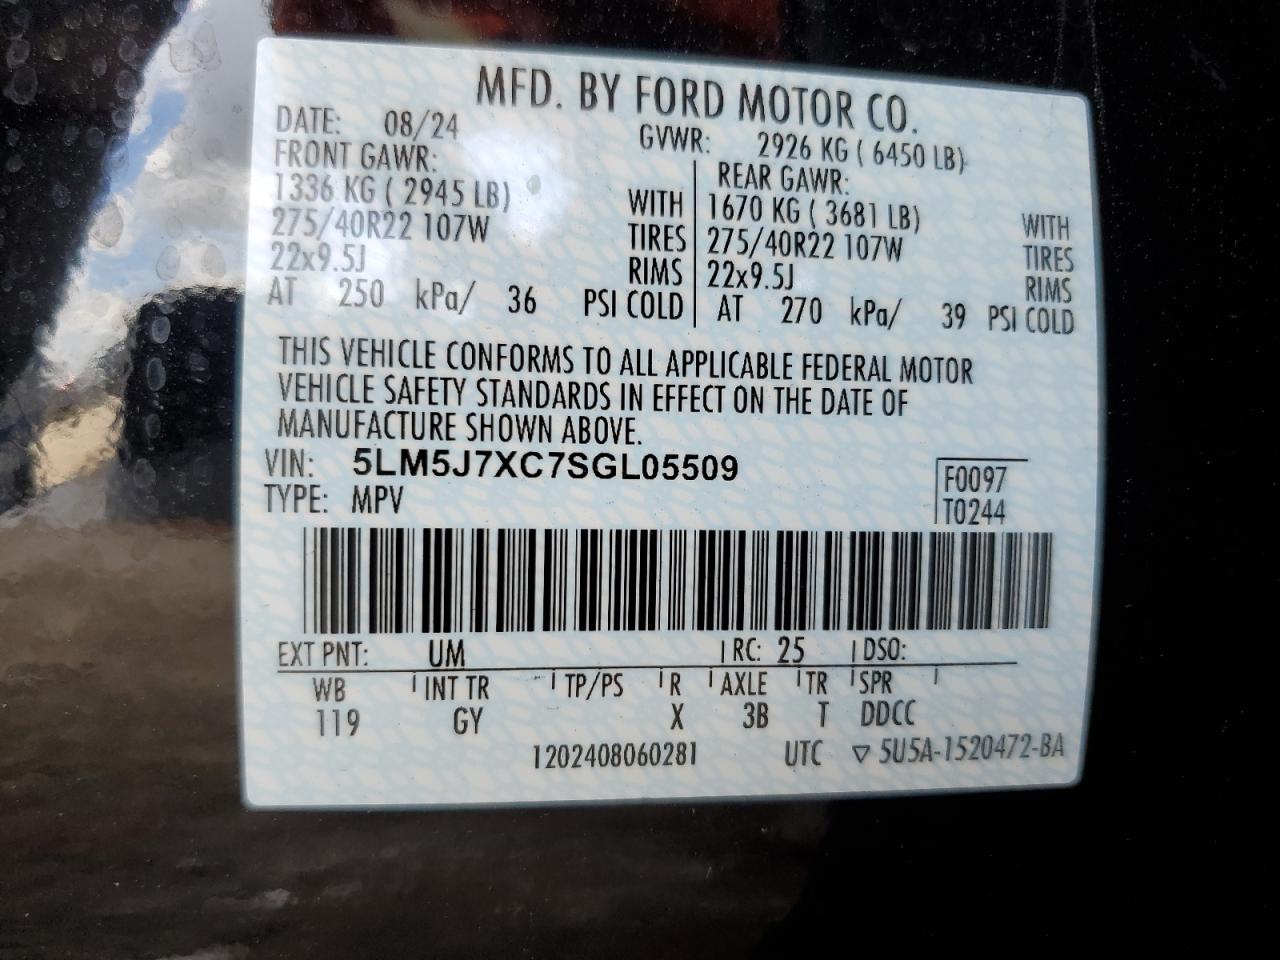 MFD. BY FORD MOTOR CO.
DATE: 08/24 GVWR: 2926 KG ( 6450 LB)
FRONT GAWR: REAR GAWR:
1336 KG ( 2945 LB) WITH 1670 KG ( 3681 LB) WITH
275/40R22 107W TIRES 275/40R22 107W TIRES
22x9.5J RIMS 22x9.5J RIMS
AT 250 kPa/ 36 PSI COLD AT 270 kPa/ 39 PSI COLD
THIS VEHICLE CONFORMS TO ALL APPLICABLE FEDERAL MOTOR
VEHICLE SAFETY STANDARDS IN EFFECT ON THE DATE OF
MANUFACTURE SHOWN ABOVE.
VIN: 5LM5J7XC7SGL05509 F0097
TYPE: MPV T0244
EXT PNT: UM RC: 25 DSO:
WB INT TR TP/PS R AXLE TR SPR
119 GY X 3B T DDCC
1202408060281 UTC ▽ 5U5A-1520472-BA